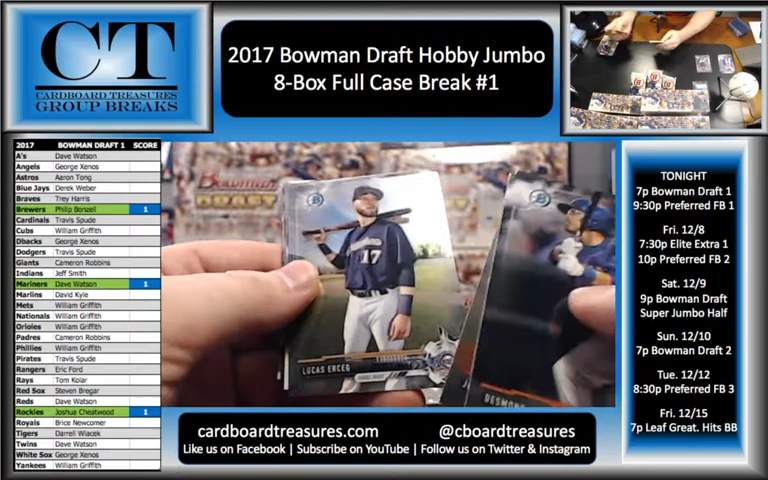 CT
CARDBOARD TREASURES
GROUP BREAKS
2017 Bowman Draft Hobby Jumbo
8-Box Full Case Break #1
2017 BOWMAN DRAFT 1 SCORE
A's Dave Watson
Angels George Xenos
Astros Aaron Tong
Blue Jays Derek Weber
Braves Trey Harris
Brewers Philip Bonzell 1
Cardinals Travis Spude
Cubs William Griffith
Dbacks George Xenos
Dodgers Travis Spude
Giants Cameron Robbins
Indians Jeff Smith
Mariners Dave Watson 1
Marlins David Kyle
Mets William Griffith
Nationals William Griffith
Orioles William Griffith
Padres Cameron Robbins
Phillies William Griffith
Pirates Travis Spude
Rangers Eric Ford
Rays Tom Kolar
Red Sox Steven Bregar
Reds Dave Watson
Rockies Joshua Cheatwood 1
Royals Brice Newcomer
Tigers Darrell Wiacek
Twins Dave Watson
White Sox George Xenos
Yankees William Griffith
Bowman
DRAFT
B
17
LUCAS ERCEG
B
DESMOND
TONIGHT
7p Bowman Draft 1
9:30p Preferred FB 1
Fri. 12/8
7:30p Elite Extra 1
10p Preferred FB 2
Sat. 12/9
9p Bowman Draft
Super Jumbo Half
Sun. 12/10
7p Bowman Draft 2
Tue. 12/12
8:30p Preferred FB 3
Fri. 12/15
7p Leaf Great. Hits BB
cardboardtreasures.com @cboardtreasures
Like us on Facebook | Subscribe on YouTube | Follow us on Twitter & Instagram